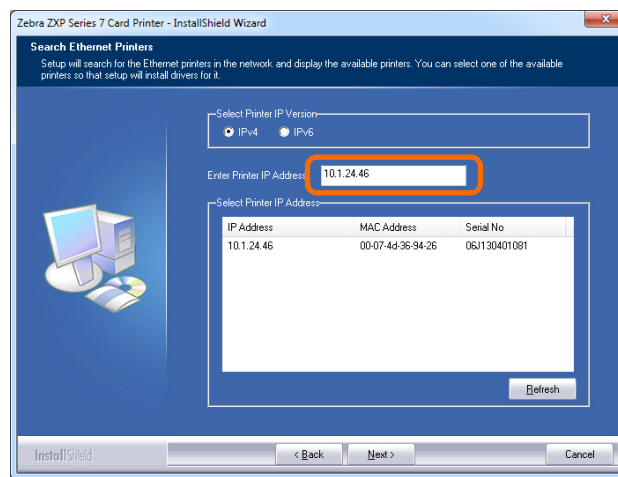 Zebra ZXP Series 7 Card Printer - InstallShield Wizard
Search Ethernet Printers
Setup will search for the Ethernet printers in the network and display the available printers. You can select one of the available
printers so that setup will install drivers for it.
Select Printer IP Version
IPv4 IPv6
Enter Printer IP Address 10.1.24.46
Select Printer IP Address
IP Address MAC Address Serial No
10.1.24.46 00-07-4d-36-94-26 06J130401081
Refresh
InstallShield
< Back Next > Cancel